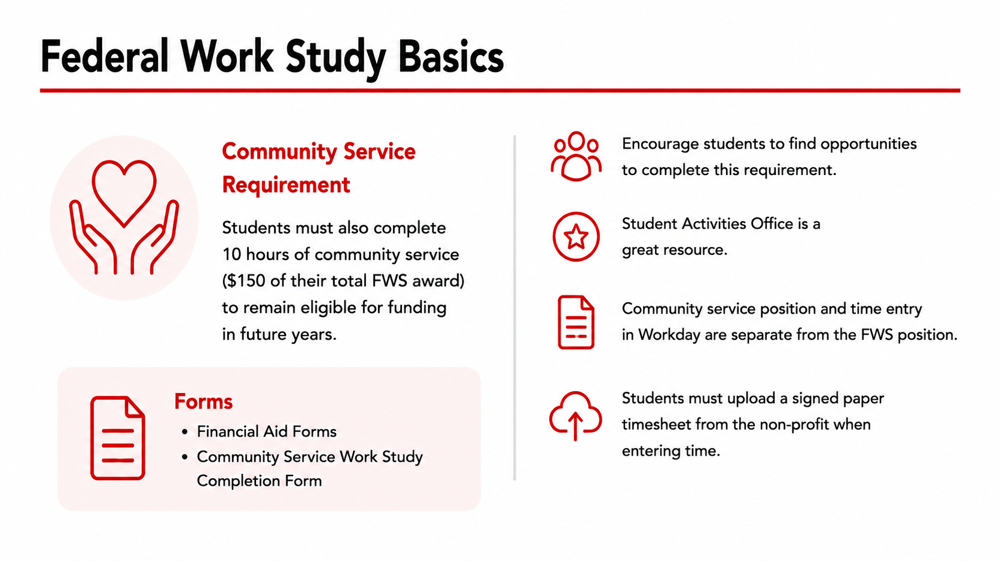 Federal Work Study Basics
Community Service
Requirement
Students must also complete
10 hours of community service
($150 of their total FWS award)
to remain eligible for funding
in future years.
Forms
• Financial Aid Forms
• Community Service Work Study
Completion Form
Encourage students to find opportunities
to complete this requirement.
Student Activities Office is a
great resource.
Community service position and time entry
in Workday are separate from the FWS position.
Students must upload a signed paper
timesheet from the non-profit when
entering time.